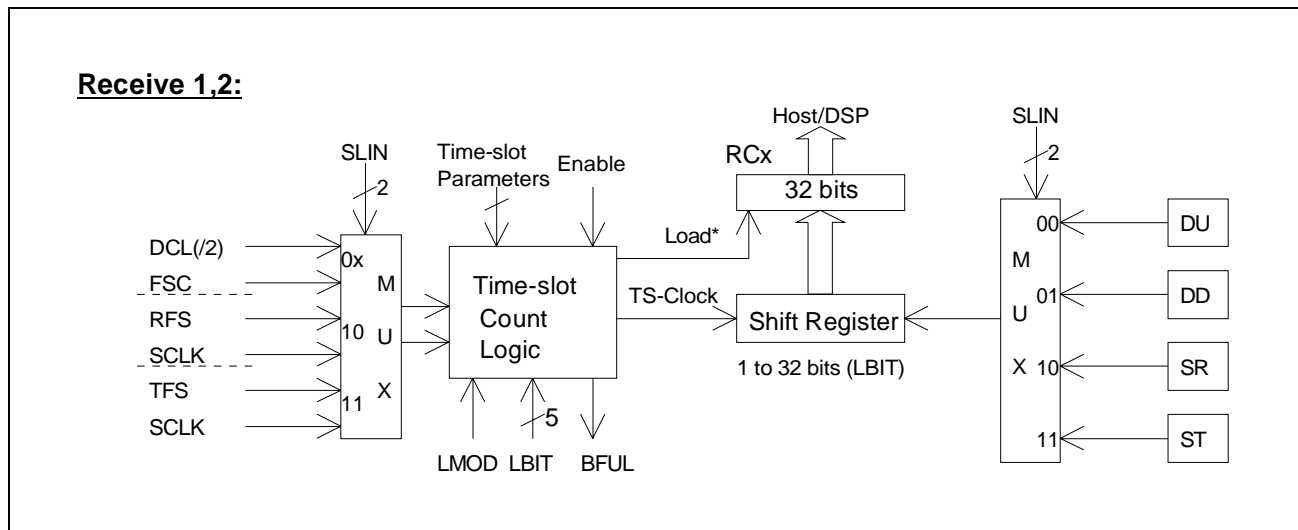 Receive 1,2:
Host/DSP
SLIN
2
Time-slot
Parameters
Enable
RCx
32 bits
SLIN
2
DCL(/2)
FSC
RFS
SCLK
TFS
SCLK
0x
10
11
M
U
X
Time-slot
Count
Logic
Load*
TS-Clock
Shift Register
1 to 32 bits (LBIT)
LMOD
LBIT
5
BFUL
M
U
X
00
01
10
11
DU
DD
SR
ST